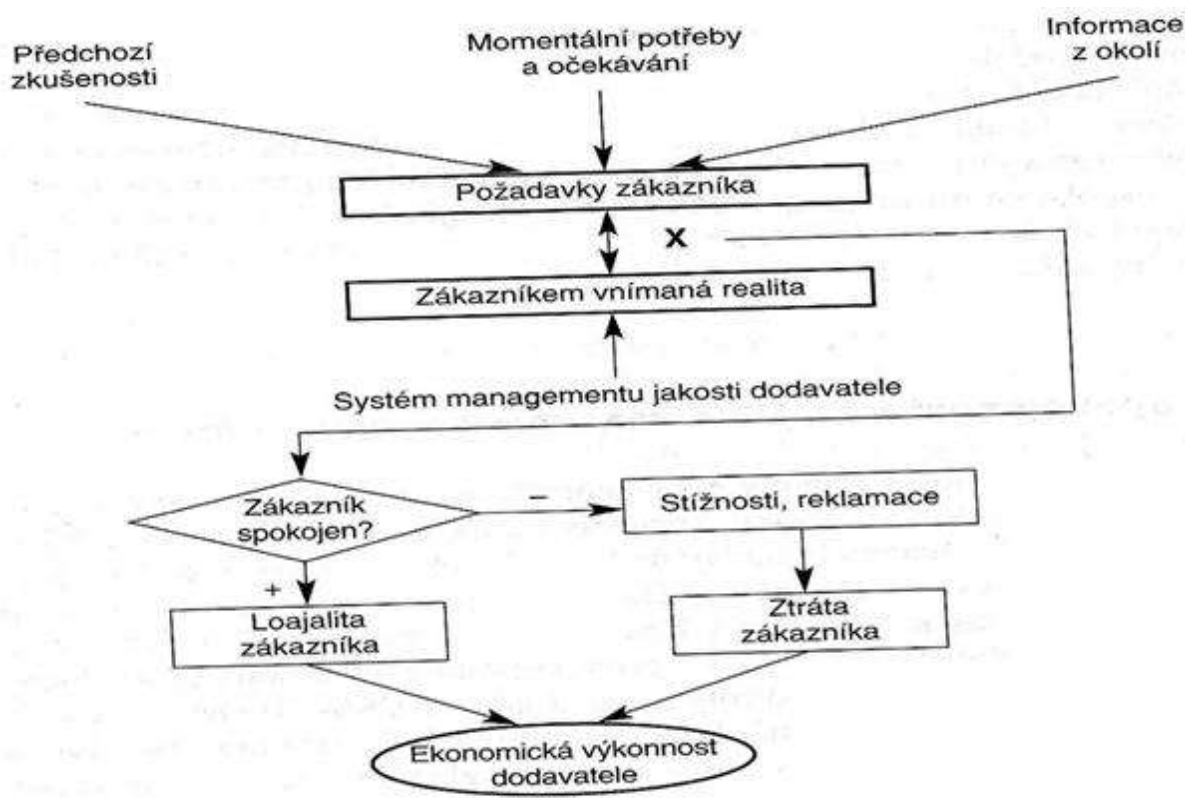 Předchozí
zkušenosti
Momentální potřeby
a očekávání
Informace
z okolí
Požadavky zákazníka
X
Zákazníkem vnímaná realita
Systém managementu jakosti dodavatele
Zákazník
spokojen?
–
Stížnosti, reklamace
+
Loajalita
zákazníka
Ztráta
zákazníka
Ekonomická výkonnost
dodavatele